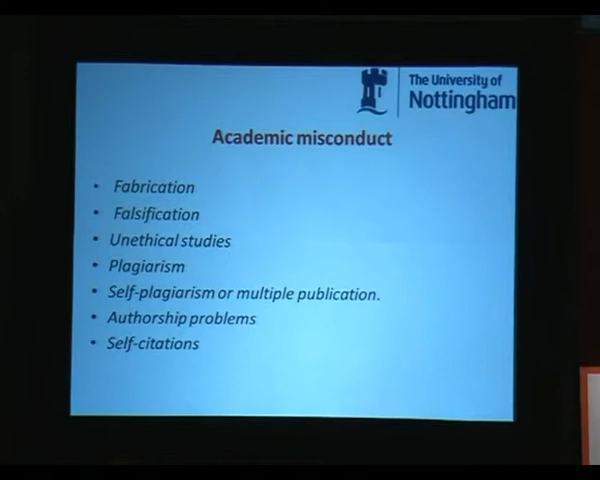 The University of
Nottingham
Academic misconduct
• Fabrication
• Falsification
• Unethical studies
• Plagiarism
• Self-plagiarism or multiple publication.
• Authorship problems
• Self-citations